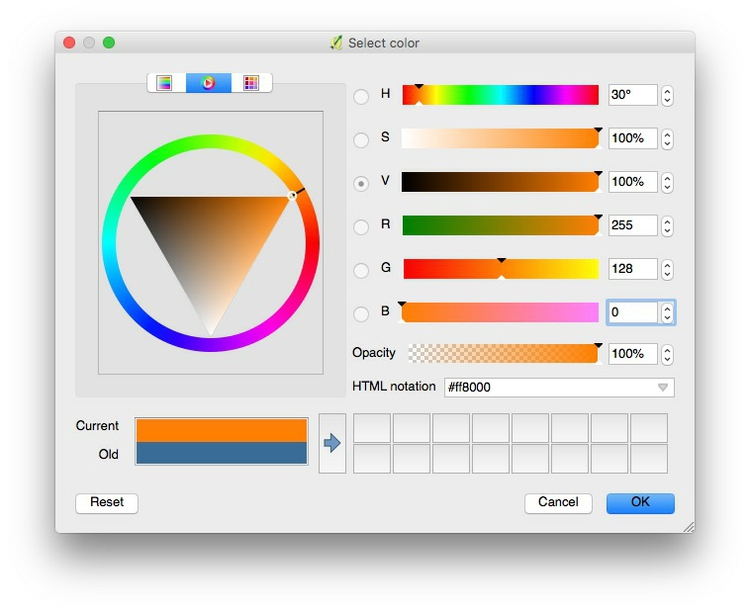 Select color
H 30°
S 100%
V 100%
R 255
G 128
B 0
Opacity 100%
HTML notation #ff8000
Current
Old
Reset Cancel OK